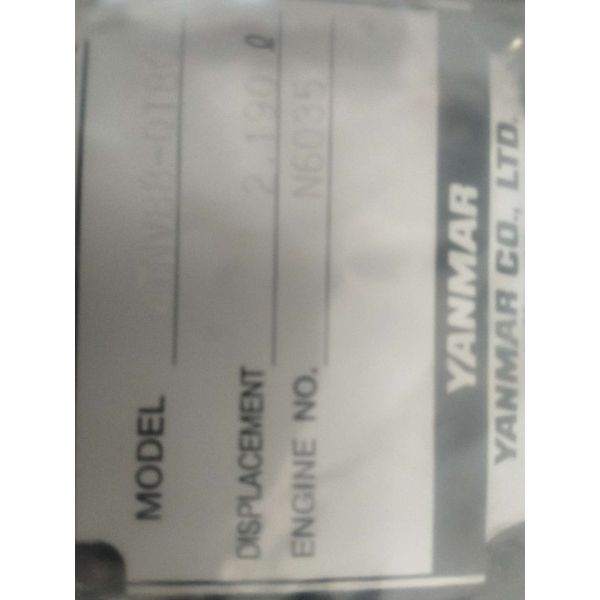 MODEL
DISPLACEMENT 2.190 ℓ
ENGINE NO. N6035
YANMAR
YANMAR CO., LTD.